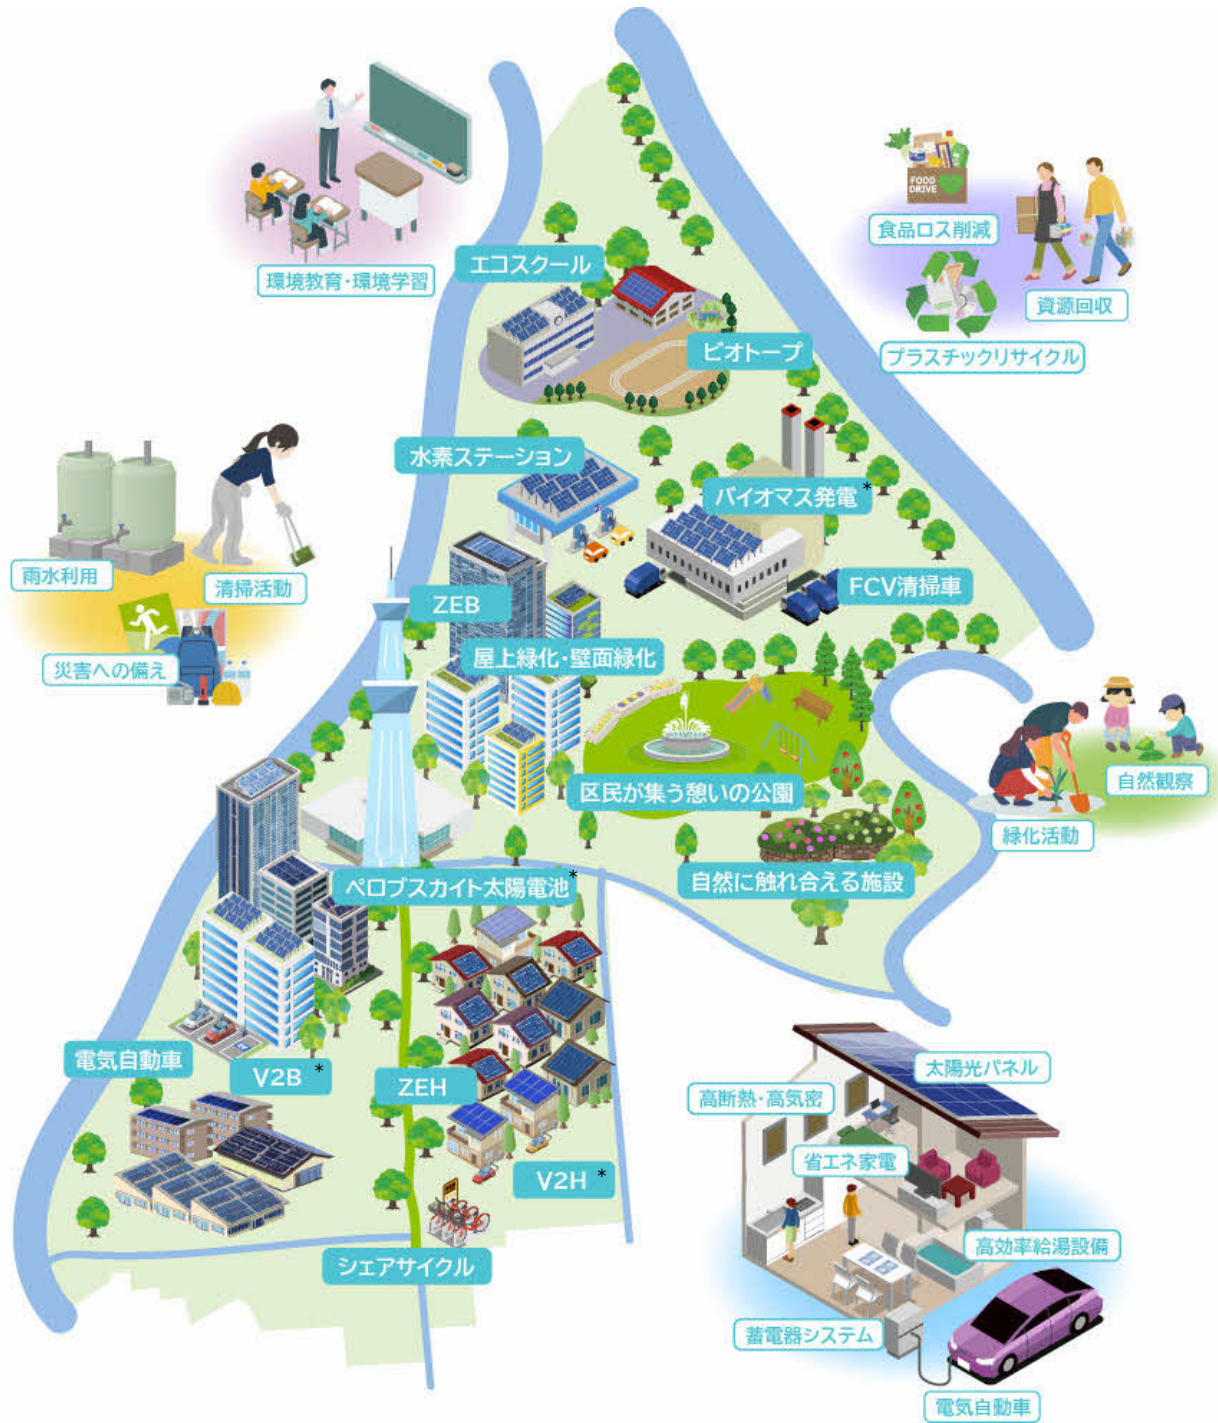 環境教育・環境学習
FOOD
DRIVE
食品ロス削減
資源回収
プラスチックリサイクル
エコスクール
ビオトープ
水素ステーション
バイオマス発電*
FCV清掃車
雨水利用
清掃活動
災害への備え
ZEB
屋上緑化・壁面緑化
区民が集う憩いの公園
自然観察
緑化活動
自然に触れ合える施設
ペロブスカイト太陽電池*
電気自動車
V2B*
ZEH
V2H*
シェアサイクル
太陽光パネル
高断熱・高気密
省エネ家電
高効率給湯設備
蓄電器システム
電気自動車